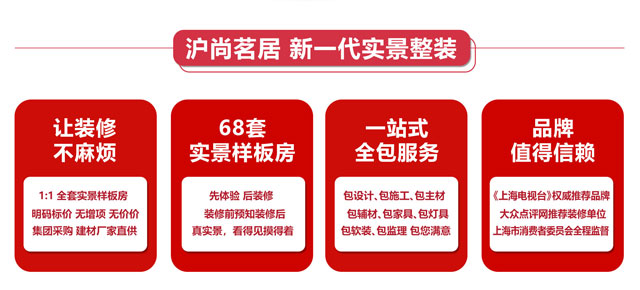 沪尚茗居 新一代实景整装
让装修
不麻烦
1:1 全套实景样板房
明码标价 无增项 无价价
集团采购 建材厂家直供
68套
实景样板房
先体验 后装修
装修前预知装修后
真实景，看得见摸得着
一站式
全包服务
包设计、包施工、包主材
包辅材、包家具、包灯具
包软装、包监理 包您满意
品牌
值得信赖
《上海电视台》权威推荐品牌
大众点评网推荐装修单位
上海市消费者委员会全程监督